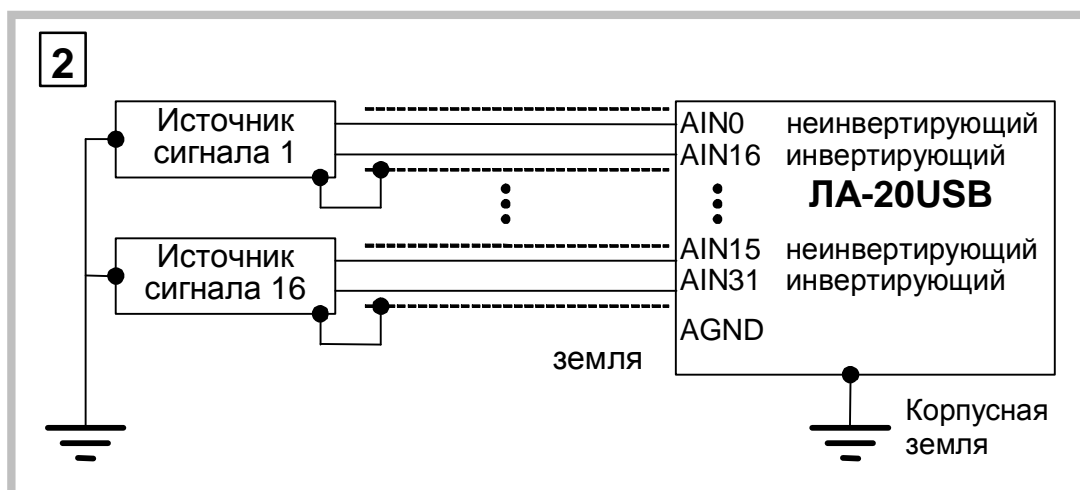 2
Источник
сигнала 1
AIN0 неинвертирующий
AIN16 инвертирующий
ЛА-20USB
Источник
сигнала 16
AIN15 неинвертирующий
AIN31 инвертирующий
AGND
земля
Корпусная
земля